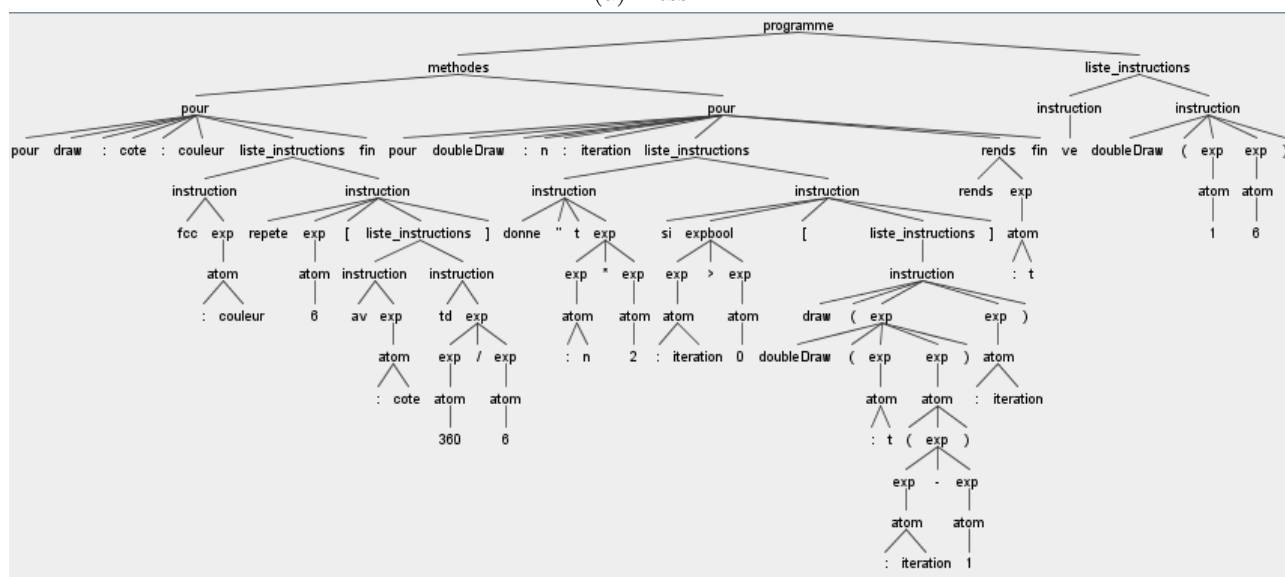 programme
methodes liste_instructions
pour pour instruction instruction
pour draw : cote : couleur liste_instructions fin pour doubleDraw : n : iteration liste_instructions rends fin ve doubleDraw ( exp exp )
instruction instruction instruction instruction rends exp atom atom
fcc exp repete exp [ liste_instructions ] donne " t exp si expbool [ liste_instructions ] atom 1 6
atom atom instruction instruction exp * exp exp > exp instruction : t
: couleur 6 av exp td exp atom atom atom atom draw ( exp exp )
atom exp / exp : n 2 : iteration 0 doubleDraw ( exp exp ) atom
: cote atom atom atom atom : iteration
360 6 : t ( exp )
exp - exp
atom atom
: iteration 1